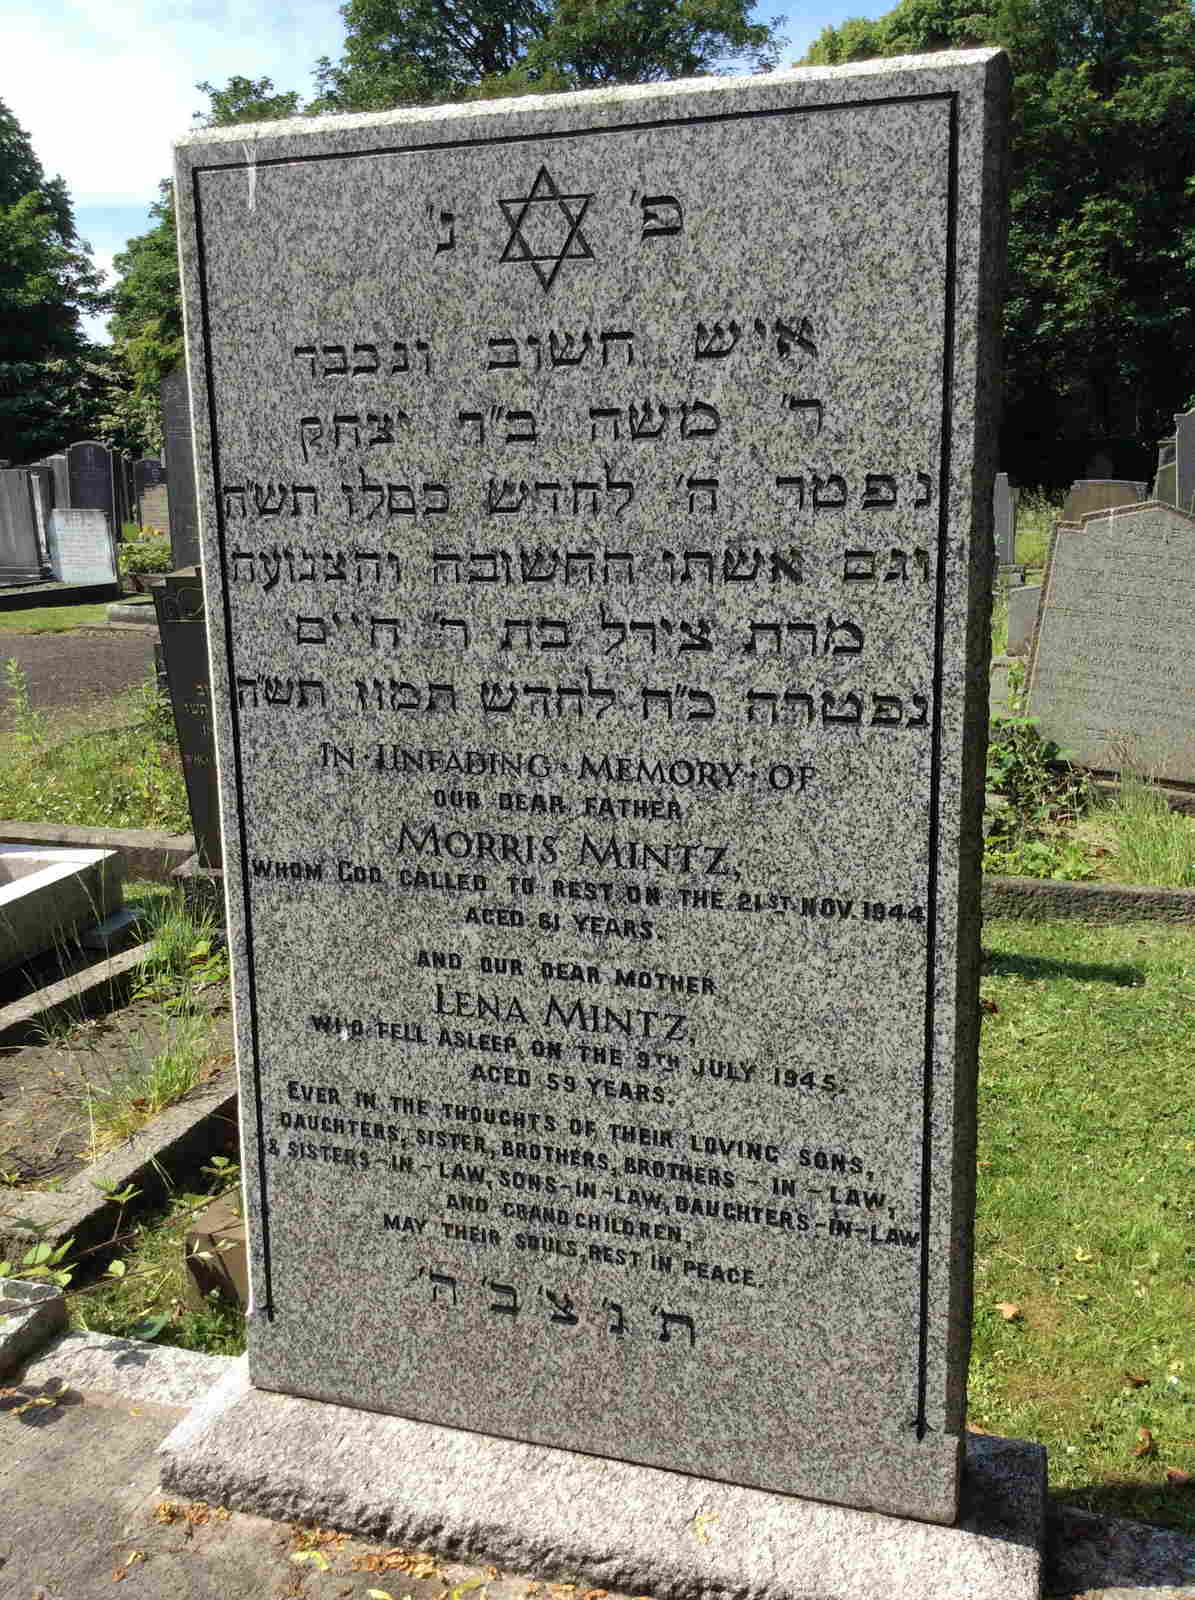 פ' נ'
איש חשוב ונכבד
ר' משה ב"ר יצחק
נפטר ה' לחדש כסלו תש"ה
וגם אשתו החשובה והצנועה
מרת צירל בת ר' חיים
נפטרה כ"ח לחדש תמוז תש"ה
IN · UNFADING · MEMORY · OF
OUR DEAR FATHER
MORRIS MINTZ,
WHOM GOD CALLED TO REST ON THE 21ST NOV. 1944
AGED 61 YEARS.
AND OUR DEAR MOTHER
LENA MINTZ,
WHO FELL ASLEEP ON THE 9TH JULY 1945,
AGED 59 YEARS.
EVER IN THE THOUGHTS OF THEIR LOVING SONS,
DAUGHTERS, SISTER, BROTHERS, BROTHERS-IN-LAW,
& SISTERS-IN-LAW, SONS-IN-LAW, DAUGHTERS-IN-LAW
AND GRANDCHILDREN,
MAY THEIR SOULS, REST IN PEACE.
ת' נ' צ' ב' ה'